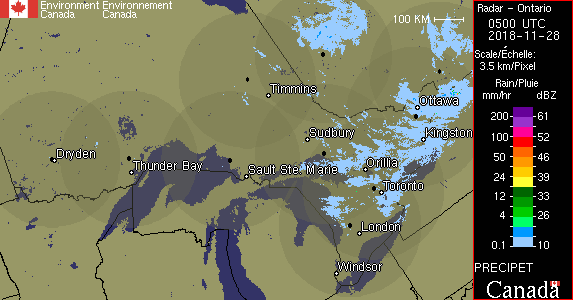 Environment Environnement
Canada Canada
100 KM
Timmins
Ottawa
Sudbury
Kingston
Dryden
Thunder Bay
Sault Ste. Marie
Orillia
Toronto
London
Windsor
Radar - Ontario
0500 UTC
2018-11-28
Scale/Échelle:
3.5 km/Pixel
Rain/Pluie
mm/hr dBZ
200 61
100 52
50 46
24 39
12 33
4 26
0.1 10
PRECIPET
Canada